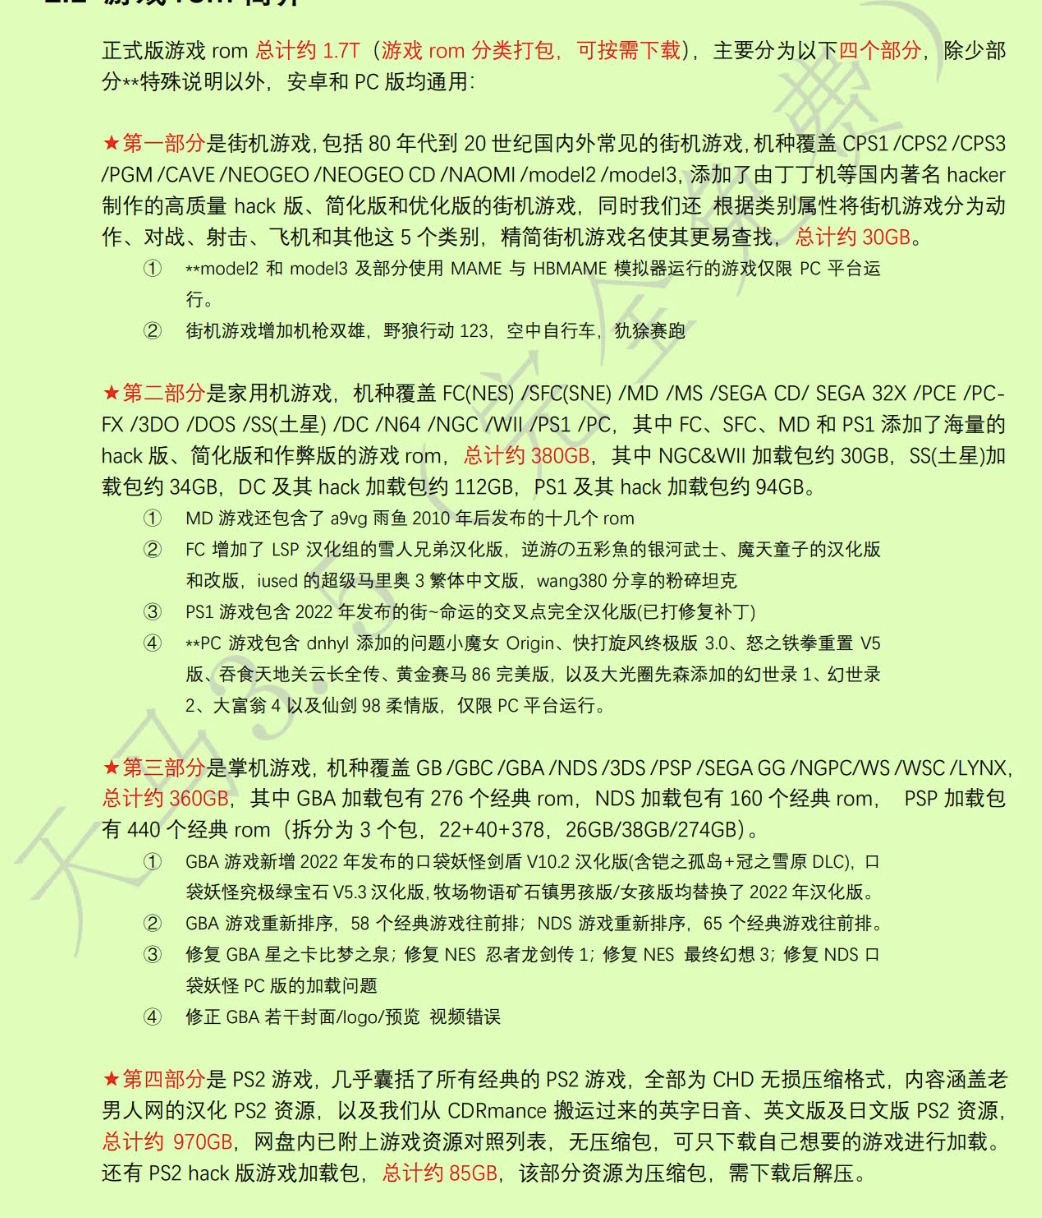 2.2 游戏 rom 简介
正式版游戏 rom 总计约 1.7T（游戏 rom 分类打包，可按需下载），主要分为以下四个部分，除少部
分**特殊说明以外，安卓和 PC 版均通用：
★第一部分是街机游戏,包括 80 年代到 20 世纪国内外常见的街机游戏,机种覆盖 CPS1 /CPS2 /CPS3
/PGM /CAVE /NEOGEO /NEOGEO CD /NAOMI /model2 /model3, 添加了由丁丁机等国内著名 hacker
制作的高质量 hack 版、简化版和优化版的街机游戏，同时我们还 根据类别属性将街机游戏分为动
作、对战、射击、飞机和其他这 5 个类别，精简街机游戏名使其更易查找，总计约 30GB。
① **model2 和 model3 及部分使用 MAME 与 HBMAME 模拟器运行的游戏仅限 PC 平台运
行。
② 街机游戏增加机枪双雄，野狼行动 123，空中自行车，犰狳赛跑
★第二部分是家用机游戏，机种覆盖 FC(NES) /SFC(SNE) /MD /MS /SEGA CD/ SEGA 32X /PCE /PC-
FX /3DO /DOS /SS(土星) /DC /N64 /NGC /WII /PS1 /PC，其中 FC、SFC、MD 和 PS1 添加了海量的
hack 版、简化版和作弊版的游戏 rom，总计约 380GB，其中 NGC&WII 加载包约 30GB，SS(土星)加
载包约 34GB，DC 及其 hack 加载包约 112GB，PS1 及其 hack 加载包约 94GB。
① MD 游戏还包含了 a9vg 雨鱼 2010 年后发布的十几个 rom
② FC 增加了 LSP 汉化组的雪人兄弟汉化版，逆游の五彩魚的银河武士、魔天童子的汉化版
和改版，iused 的超级马里奥 3 繁体中文版，wang380 分享的粉碎坦克
③ PS1 游戏包含 2022 年发布的街~命运的交叉点完全汉化版(已打修复补丁)
④ **PC 游戏包含 dnhyl 添加的问题小魔女 Origin、快打旋风终极版 3.0、怒之铁拳重置 V5
版、吞食天地关云长全传、黄金赛马 86 完美版，以及大光圈先森添加的幻世录 1、幻世录
2、大富翁 4 以及仙剑 98 柔情版，仅限 PC 平台运行。
★第三部分是掌机游戏, 机种覆盖 GB /GBC /GBA /NDS /3DS /PSP /SEGA GG /NGPC/WS /WSC /LYNX,
总计约 360GB，其中 GBA 加载包有 276 个经典 rom，NDS 加载包有 160 个经典 rom， PSP 加载包
有 440 个经典 rom（拆分为 3 个包，22+40+378，26GB/38GB/274GB）。
① GBA 游戏新增 2022 年发布的口袋妖怪剑盾 V10.2 汉化版(含铠之孤岛+冠之雪原 DLC), 口
袋妖怪究极绿宝石 V5.3 汉化版,牧场物语矿石镇男孩版/女孩版均替换了 2022 年汉化版。
② GBA 游戏重新排序，58 个经典游戏往前排；NDS 游戏重新排序，65 个经典游戏往前排。
③ 修复 GBA 星之卡比梦之泉；修复 NES 忍者龙剑传 1；修复 NES 最终幻想 3；修复 NDS 口
袋妖怪 PC 版的加载问题
④ 修正 GBA 若干封面/logo/预览 视频错误
★第四部分是 PS2 游戏，几乎囊括了所有经典的 PS2 游戏，全部为 CHD 无损压缩格式，内容涵盖老
男人网的汉化 PS2 资源，以及我们从 CDRmance 搬运过来的英字日音、英文版及日文版 PS2 资源，
总计约 970GB，网盘内已附上游戏资源对照列表，无压缩包，可只下载自己想要的游戏进行加载。
还有 PS2 hack 版游戏加载包，总计约 85GB，该部分资源为压缩包，需下载后解压。
天马3.5（完全免费）